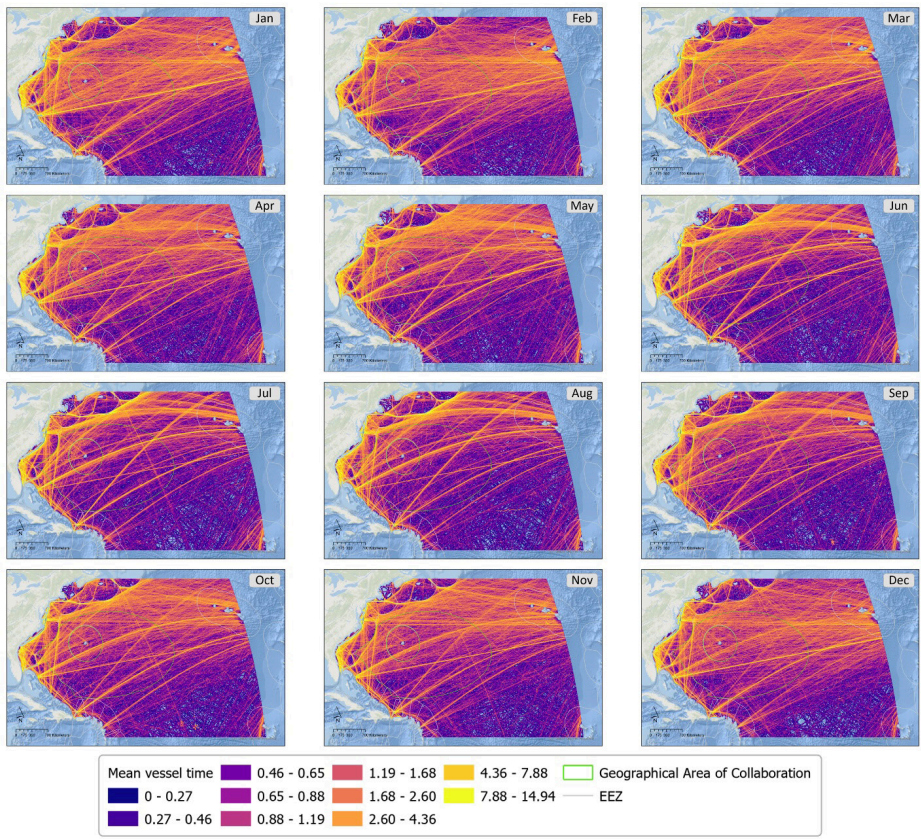 Jan
Feb
Mar
Apr
May
Jun
Jul
Aug
Sep
Oct
Nov
Dec
Mean vessel time
0 - 0.27
0.27 - 0.46
0.46 - 0.65
0.65 - 0.88
0.88 - 1.19
1.19 - 1.68
1.68 - 2.60
2.60 - 4.36
4.36 - 7.88
7.88 - 14.94
Geographical Area of Collaboration
EEZ